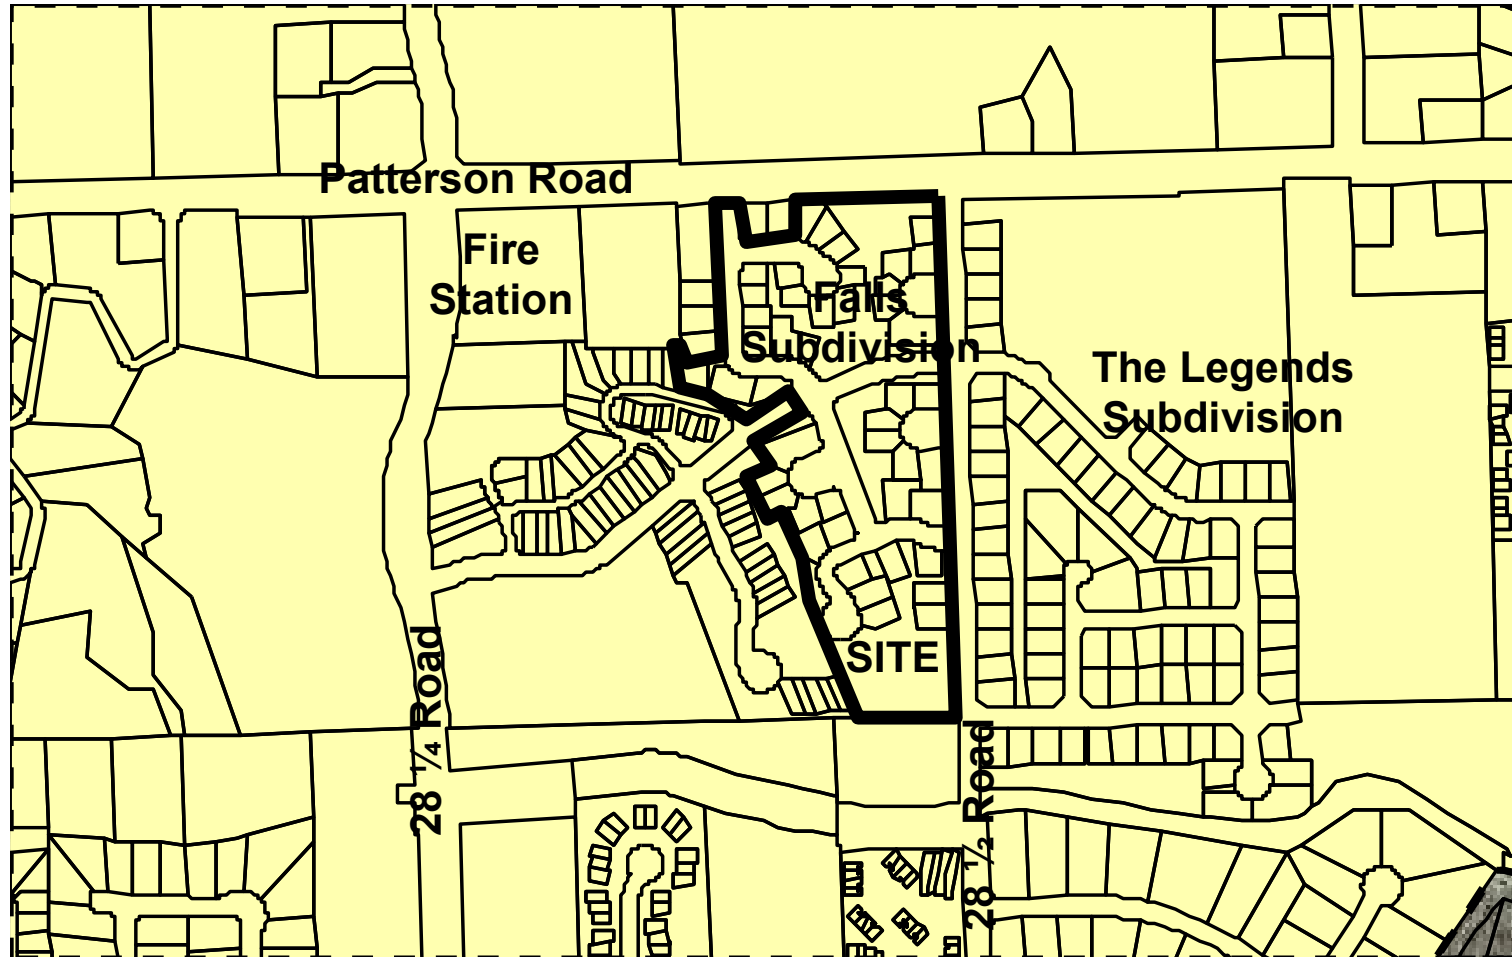 Patterson Road
Fire
Station
Falls
Subdivision
The Legends
Subdivision
SITE
28 ¼ Road
28 ½ Road